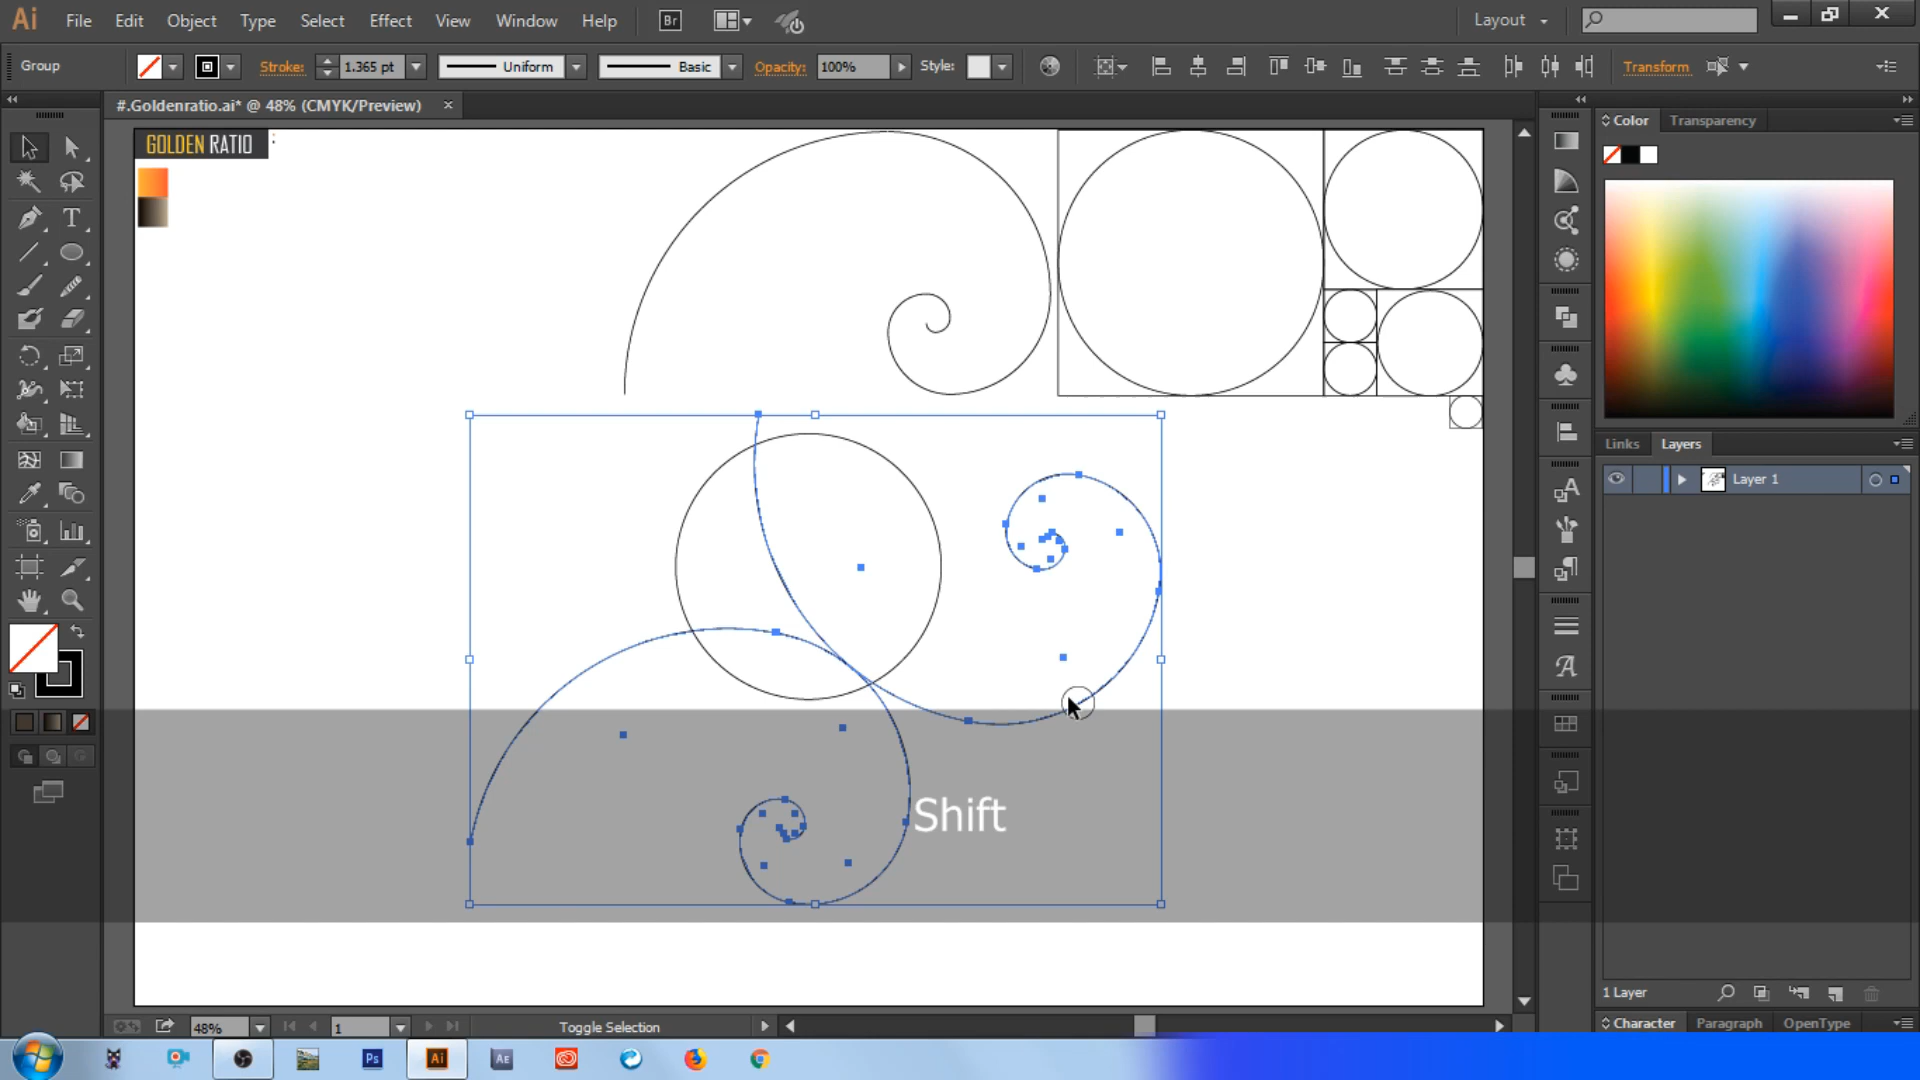 Ai File Edit Object Type Select Effect View Window Help Br Layout
Group Stroke: 1.365 pt Uniform Basic Opacity: 100% Style: Transform
#.Goldenratio.ai* @ 48% (CMYK/Preview)
Color Transparency
GOLDEN RATIO
Links Layers
Layer 1
Shift
1 Layer
48% 1 Toggle Selection
Character Paragraph OpenType
Ps Ai AE